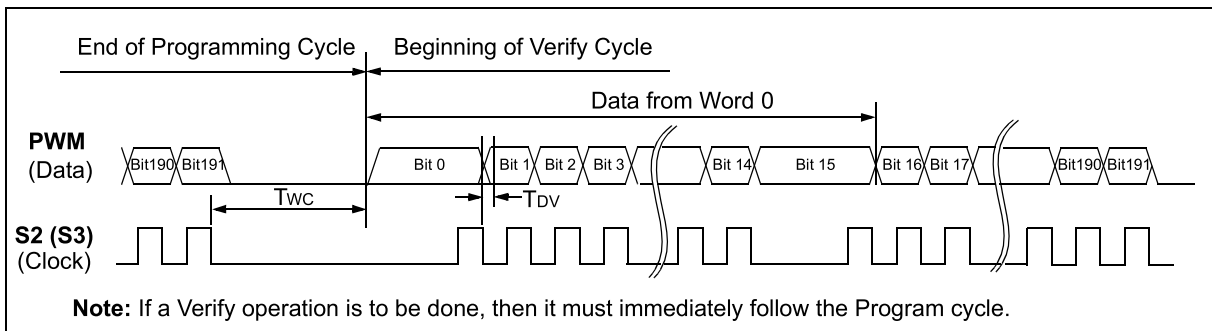 End of Programming Cycle Beginning of Verify Cycle
Data from Word 0
PWM
(Data)
Bit190 Bit191 Bit 0 Bit 1 Bit 2 Bit 3 Bit 14 Bit 15 Bit 16 Bit 17 Bit190 Bit191
TWC TDV
S2 (S3)
(Clock)
Note: If a Verify operation is to be done, then it must immediately follow the Program cycle.